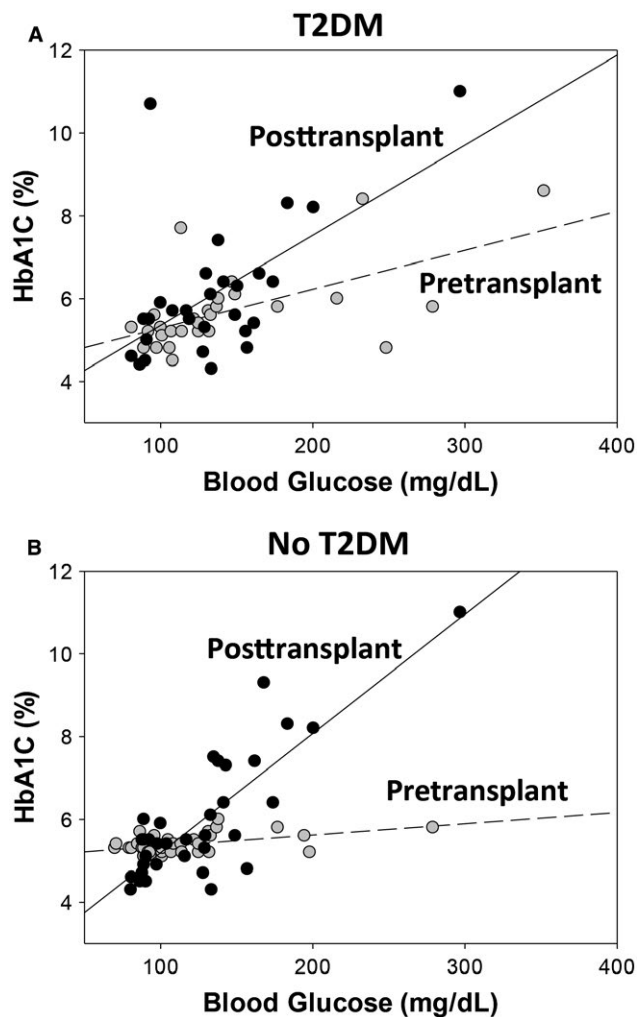 A
T2DM
12
10
8
6
4
HbA1C (%)
Posttransplant
Pretransplant
100 200 300 400
Blood Glucose (mg/dL)
B
No T2DM
12
10
8
6
4
HbA1C (%)
Posttransplant
Pretransplant
100 200 300 400
Blood Glucose (mg/dL)